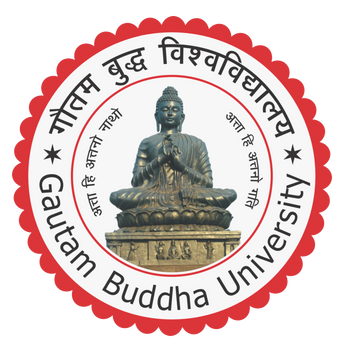 गौतम बुद्ध विश्वविद्यालय
अत्ता हि अत्तनो नाथो
अत्ता हि अत्तनो गति
Gautam Buddha University